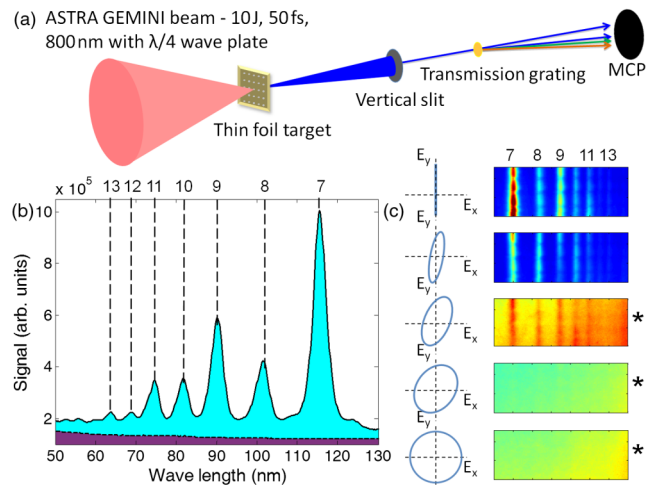 (a) ASTRA GEMINI beam - 10J, 50fs,
800nm with λ/4 wave plate
Thin foil target
Vertical slit
Transmission grating
MCP
(b)
x 10⁵
13 12 11 10 9 8 7
10
8
6
4
2
Signal (arb. units)
50 60 70 80 90 100 110 120 130
Wave length (nm)
(c)
7 8 9 11 13
Ey
Ex
Ey
Ex
Ey
Ex
*
Ey
Ex
*
Ey
Ex
*